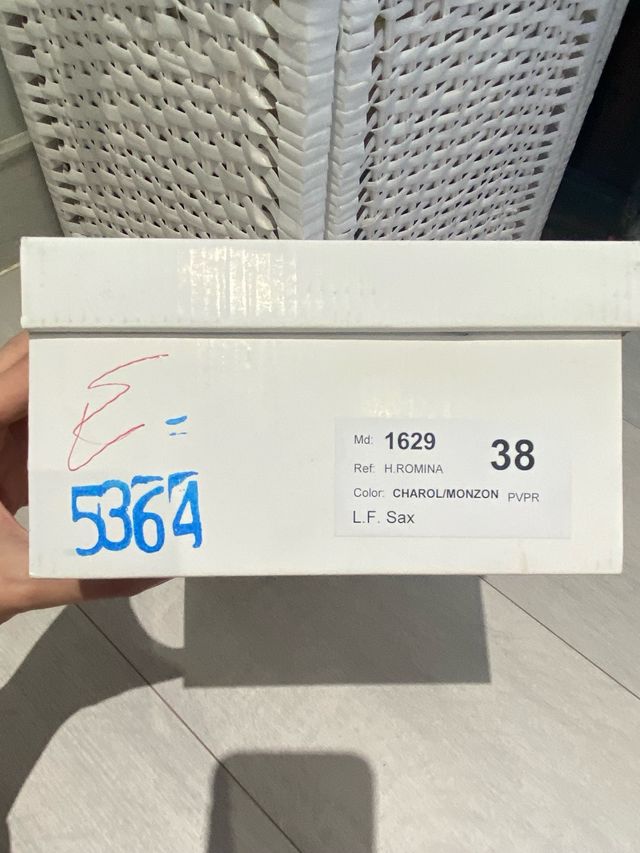 E =
5364
Md: 1629 38
Ref: H.ROMINA
Color: CHAROL/MONZON PVPR
L.F. Sax